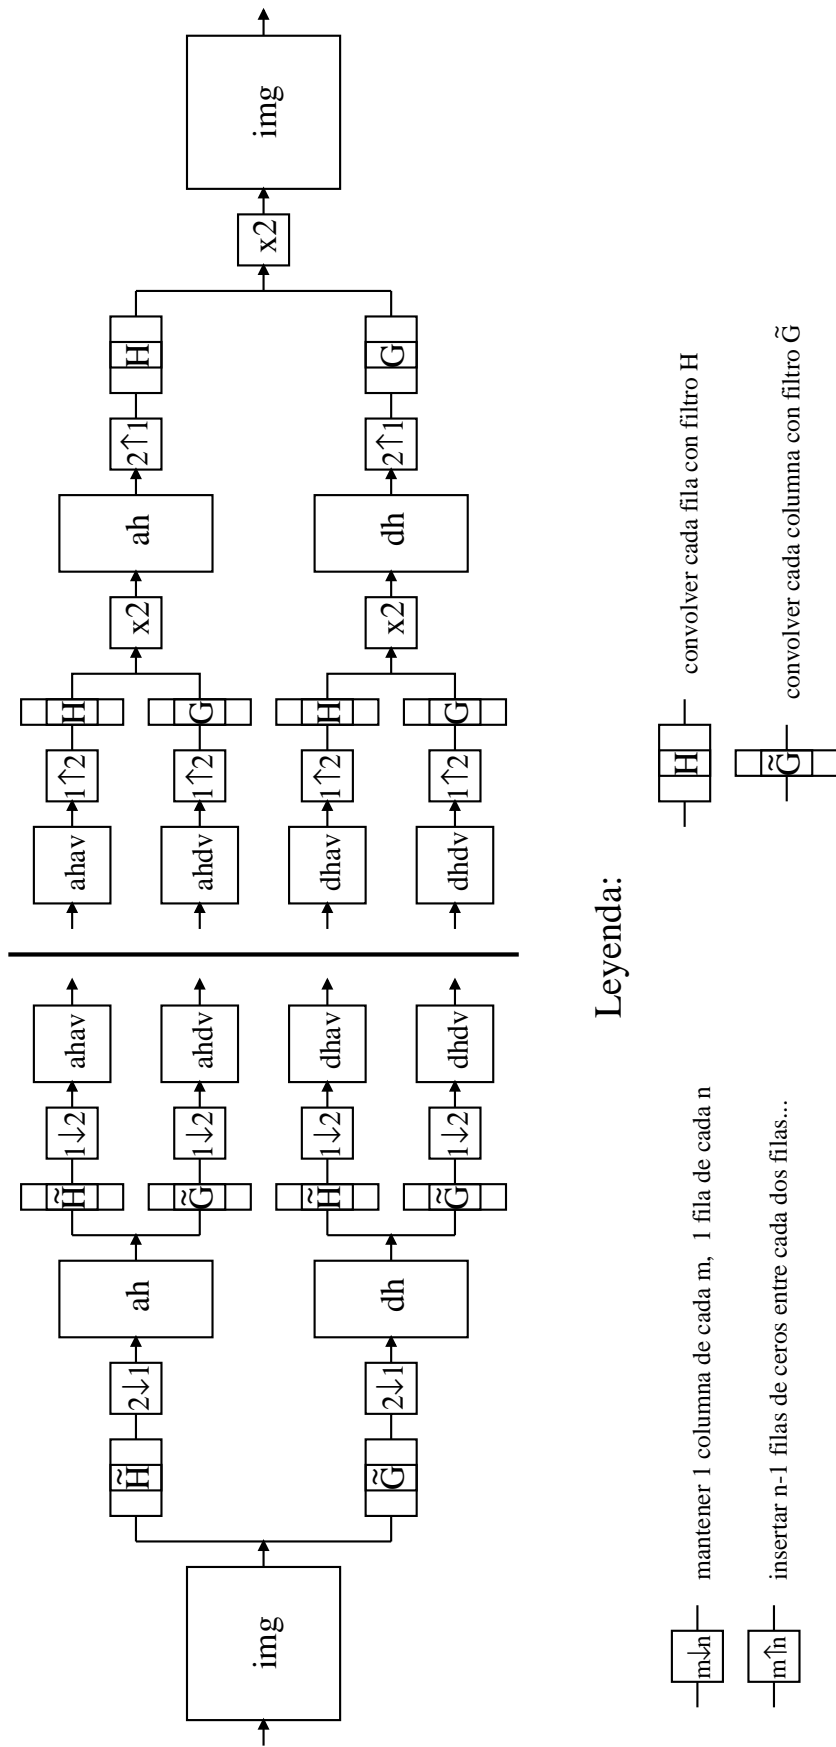 H̃ 1↓2 ahav ahav 1↑2 H
H̃ 2↓1 ah x2 ah 2↑1 H
G̃ 1↓2 ahdv ahdv 1↑2 G
img x2 img
H̃ 1↓2 dhav dhav 1↑2 H
G̃ 2↓1 dh x2 dh 2↑1 G
G̃ 1↓2 dhdv dhdv 1↑2 G
Leyenda:
m↓n mantener 1 columna de cada m, 1 fila de cada n
H convolver cada fila con filtro H
m↑n insertar n-1 filas de ceros entre cada dos filas...
G̃ convolver cada columna con filtro G̃